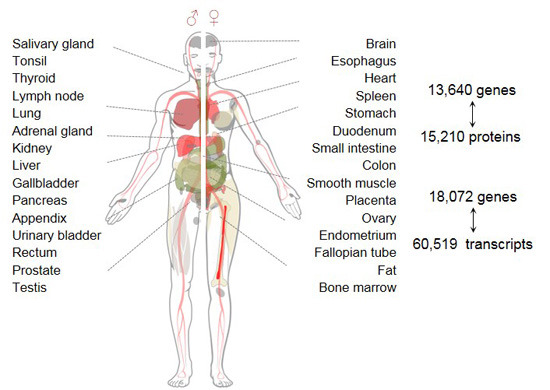 ♂ ♀
Salivary gland
Tonsil
Thyroid
Lymph node
Lung
Adrenal gland
Kidney
Liver
Gallbladder
Pancreas
Appendix
Urinary bladder
Rectum
Prostate
Testis
Brain
Esophagus
Heart
Spleen
Stomach
Duodenum
Small intestine
Colon
Smooth muscle
Placenta
Ovary
Endometrium
Fallopian tube
Fat
Bone marrow
13,640 genes
15,210 proteins
18,072 genes
60,519 transcripts